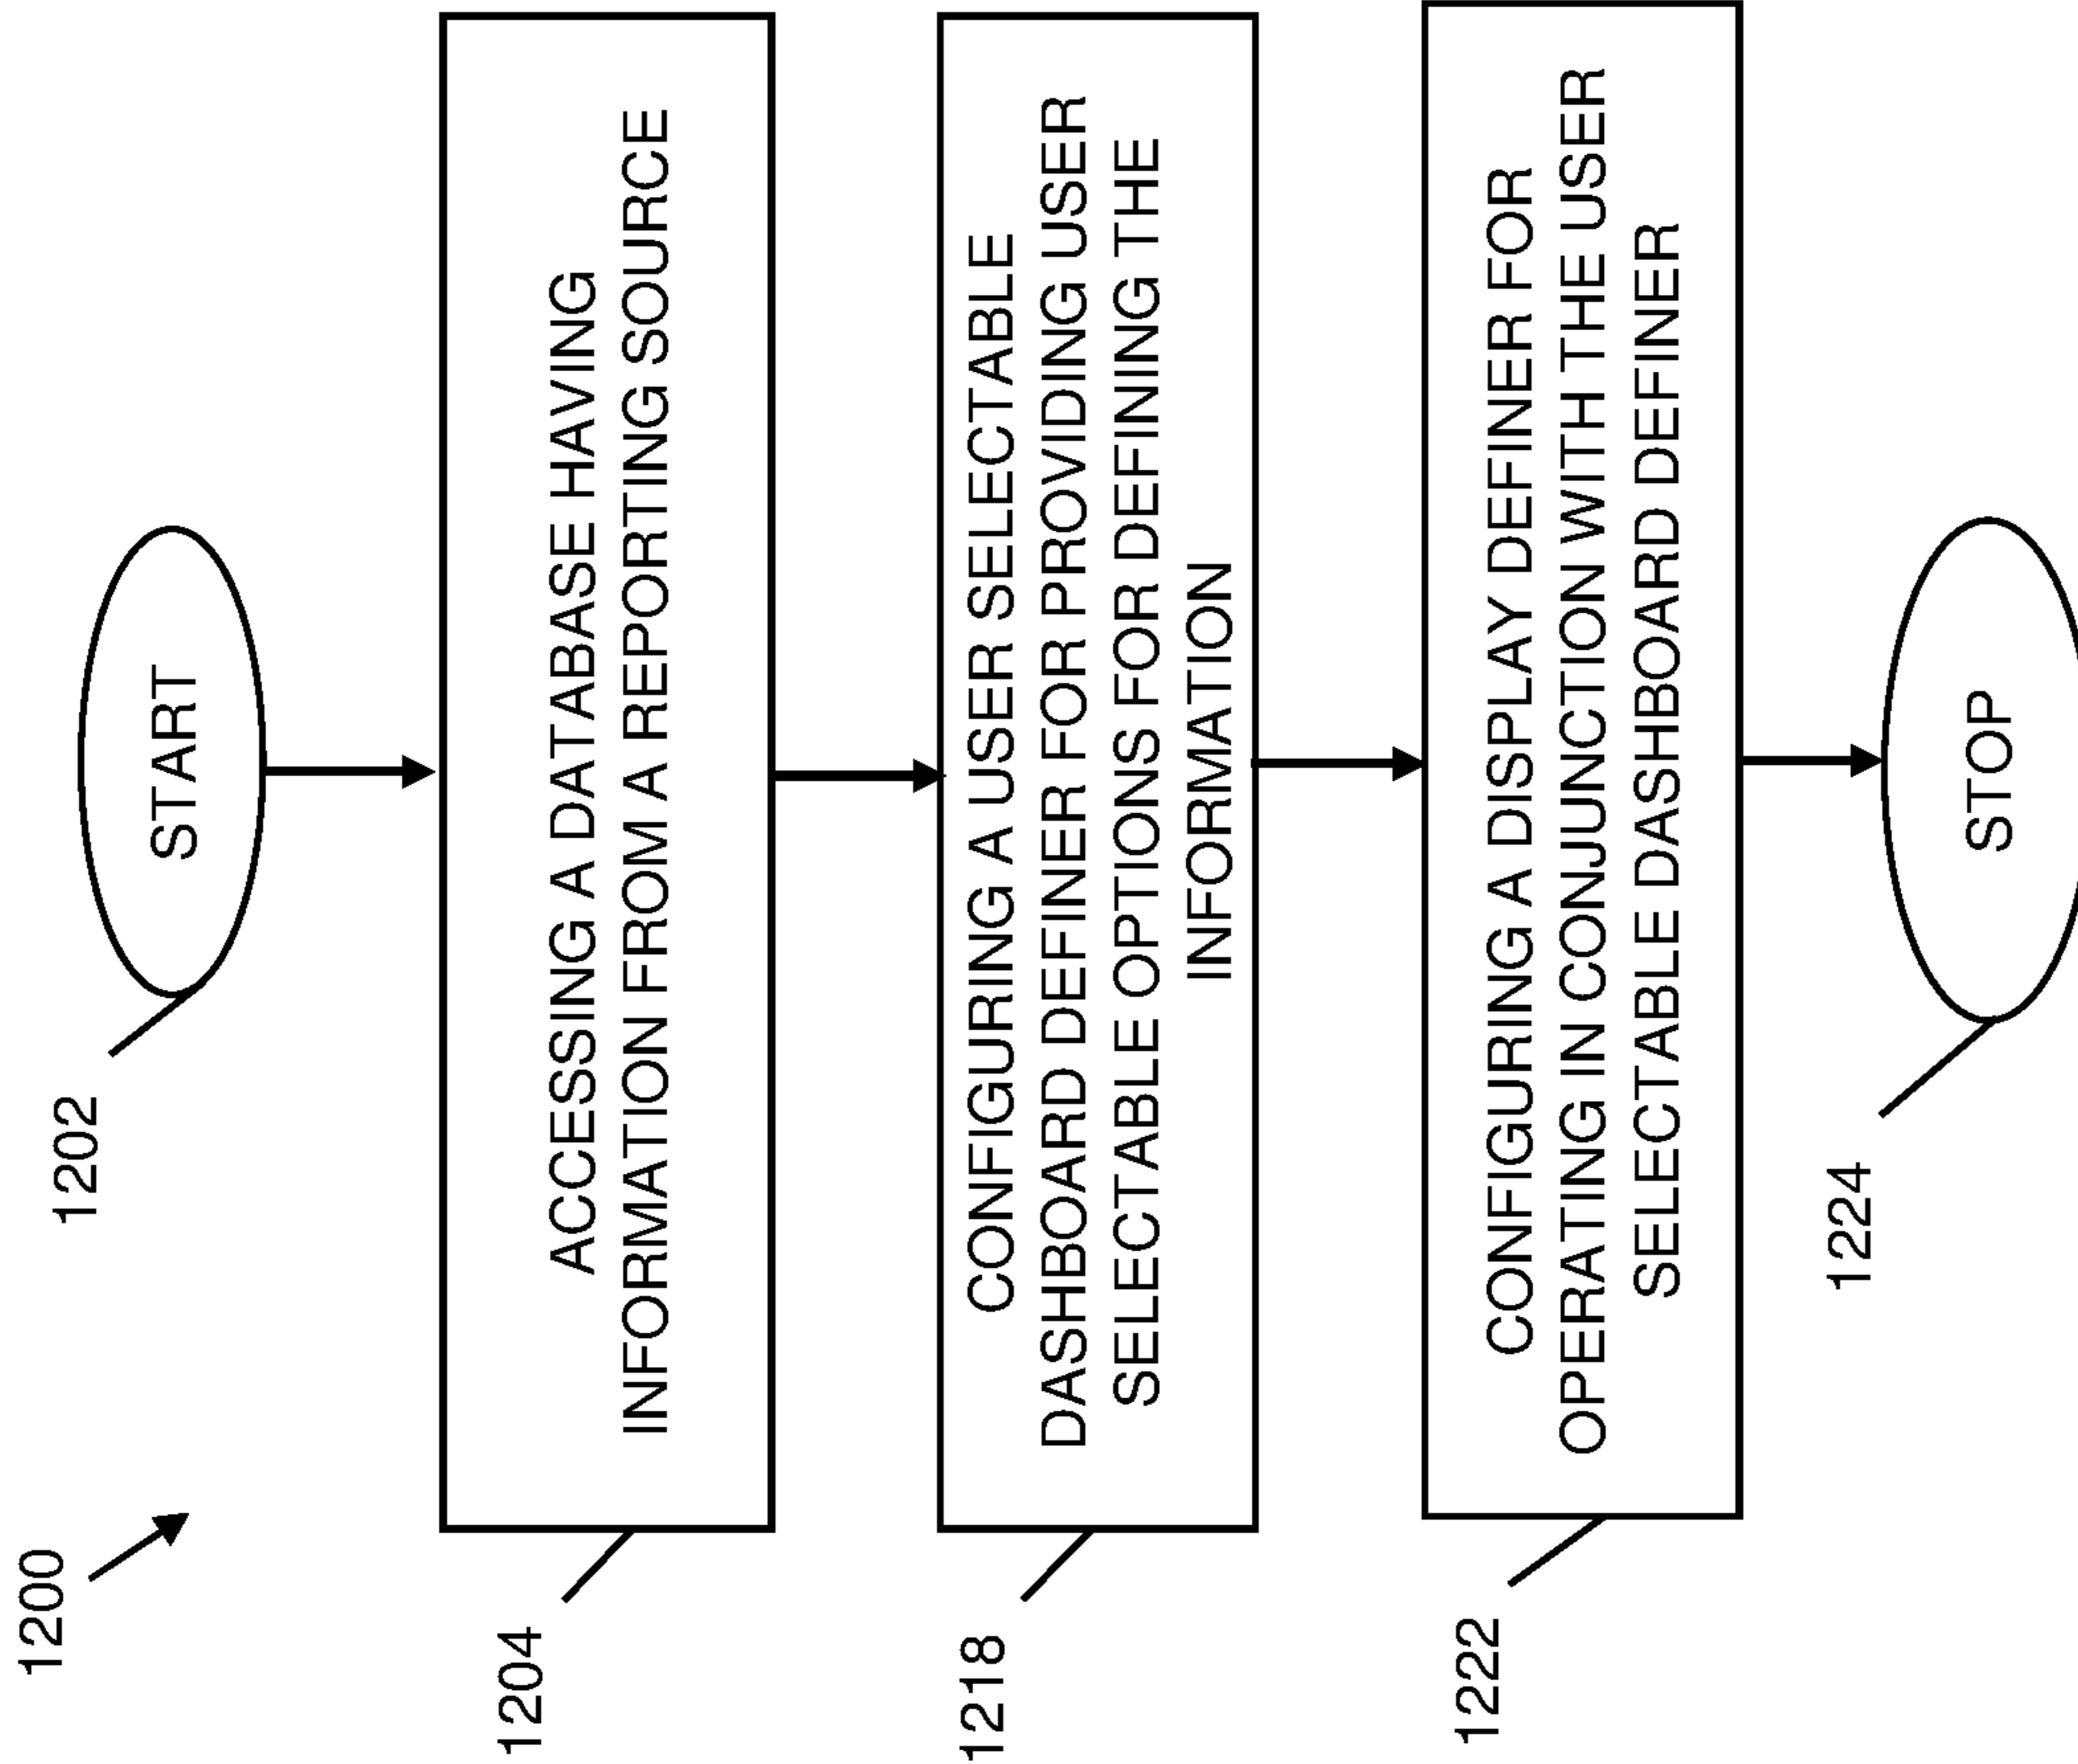 1200
1202
START
1204
ACCESSING A DATABASE HAVING
INFORMATION FROM A REPORTING SOURCE
1218
CONFIGURING A USER SELECTABLE
DASHBOARD DEFINER FOR PROVIDING USER
SELECTABLE OPTIONS FOR DEFINING THE
INFORMATION
1222
CONFIGURING A DISPLAY DEFINER FOR
OPERATING IN CONJUNCTION WITH THE USER
SELECTABLE DASHBOARD DEFINER
1224
STOP